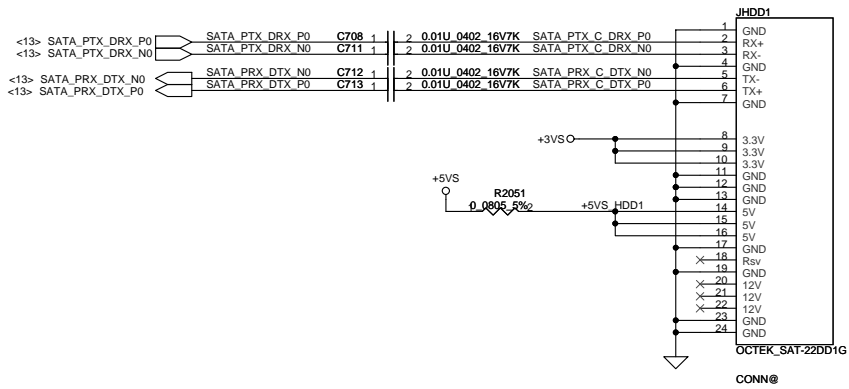 JHDD1
1 GND
<13> SATA_PTX_DRX_P0 SATA_PTX_DRX_P0 C708 1 2 0.01U_0402_16V7K SATA_PTX_C_DRX_P0 2 RX+
<13> SATA_PTX_DRX_N0 SATA_PTX_DRX_N0 C711 1 2 0.01U_0402_16V7K SATA_PTX_C_DRX_N0 3 RX-
4 GND
<13> SATA_PRX_DTX_N0 SATA_PRX_DTX_N0 C712 1 2 0.01U_0402_16V7K SATA_PRX_C_DTX_N0 5 TX-
<13> SATA_PRX_DTX_P0 SATA_PRX_DTX_P0 C713 1 2 0.01U_0402_16V7K SATA_PRX_C_DTX_P0 6 TX+
7 GND
+3VS 8 3.3V
9 3.3V
10 3.3V
11 GND
12 GND
+5VS
R2051
13 GND
1 0_0805_5% 2 +5VS_HDD1 14 5V
15 5V
16 5V
17 GND
18 Rsv
19 GND
20 12V
21 12V
22 12V
23 GND
24 GND
OCTEK_SAT-22DD1G
CONN@